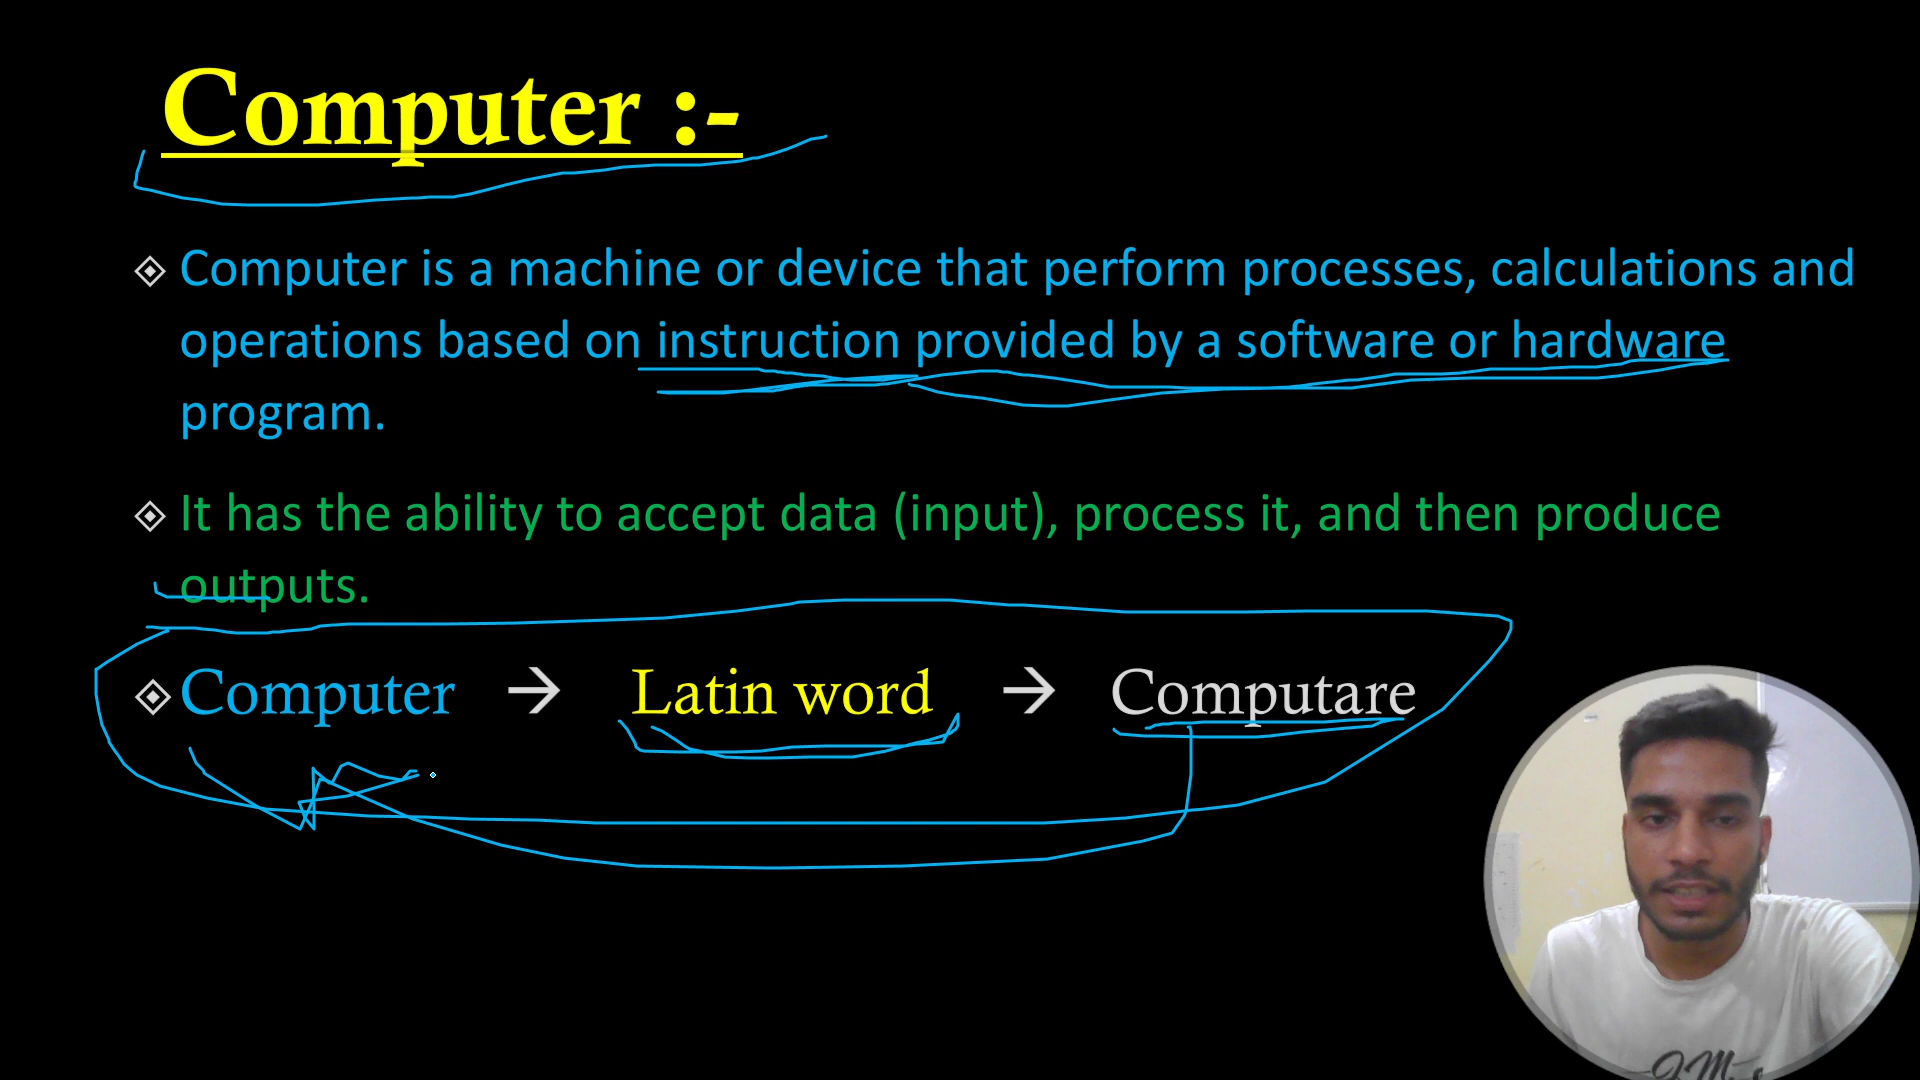 Computer :-
Computer is a machine or device that perform processes, calculations and
operations based on instruction provided by a software or hardware
program.
It has the ability to accept data (input), process it, and then produce
outputs.
Computer → Latin word → Computare